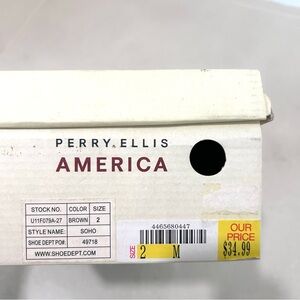 PERRY ELLIS
AMERICA
STOCK NO. COLOR SIZE
U11F079A-27 BROWN 2
STYLE NAME: SOHO
SHOE DEPT PO#: 49718
WWW.SHOEDEPT.COM
4465680447
SIZE 2 M
OUR
PRICE
$34.99